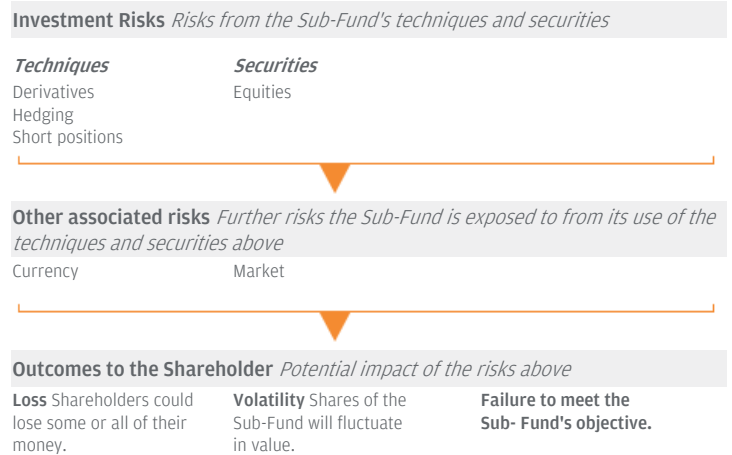 Investment Risks Risks from the Sub-Fund's techniques and securities
Techniques
Derivatives
Hedging
Short positions
Securities
Equities
Other associated risks Further risks the Sub-Fund is exposed to from its use of the
techniques and securities above
Currency
Market
Outcomes to the Shareholder Potential impact of the risks above
Loss Shareholders could
lose some or all of their
money.
Volatility Shares of the
Sub-Fund will fluctuate
in value.
Failure to meet the
Sub- Fund's objective.